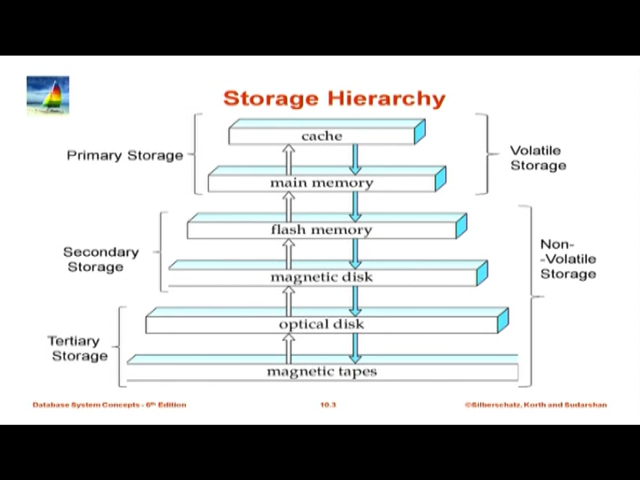 Storage Hierarchy
cache
Primary Storage
Volatile
Storage
main memory
flash memory
Secondary
Storage
Non-
-Volatile
Storage
magnetic disk
optical disk
Tertiary
Storage
magnetic tapes
Database System Concepts - 6th Edition
10.3
©Silberschatz, Korth and Sudarshan